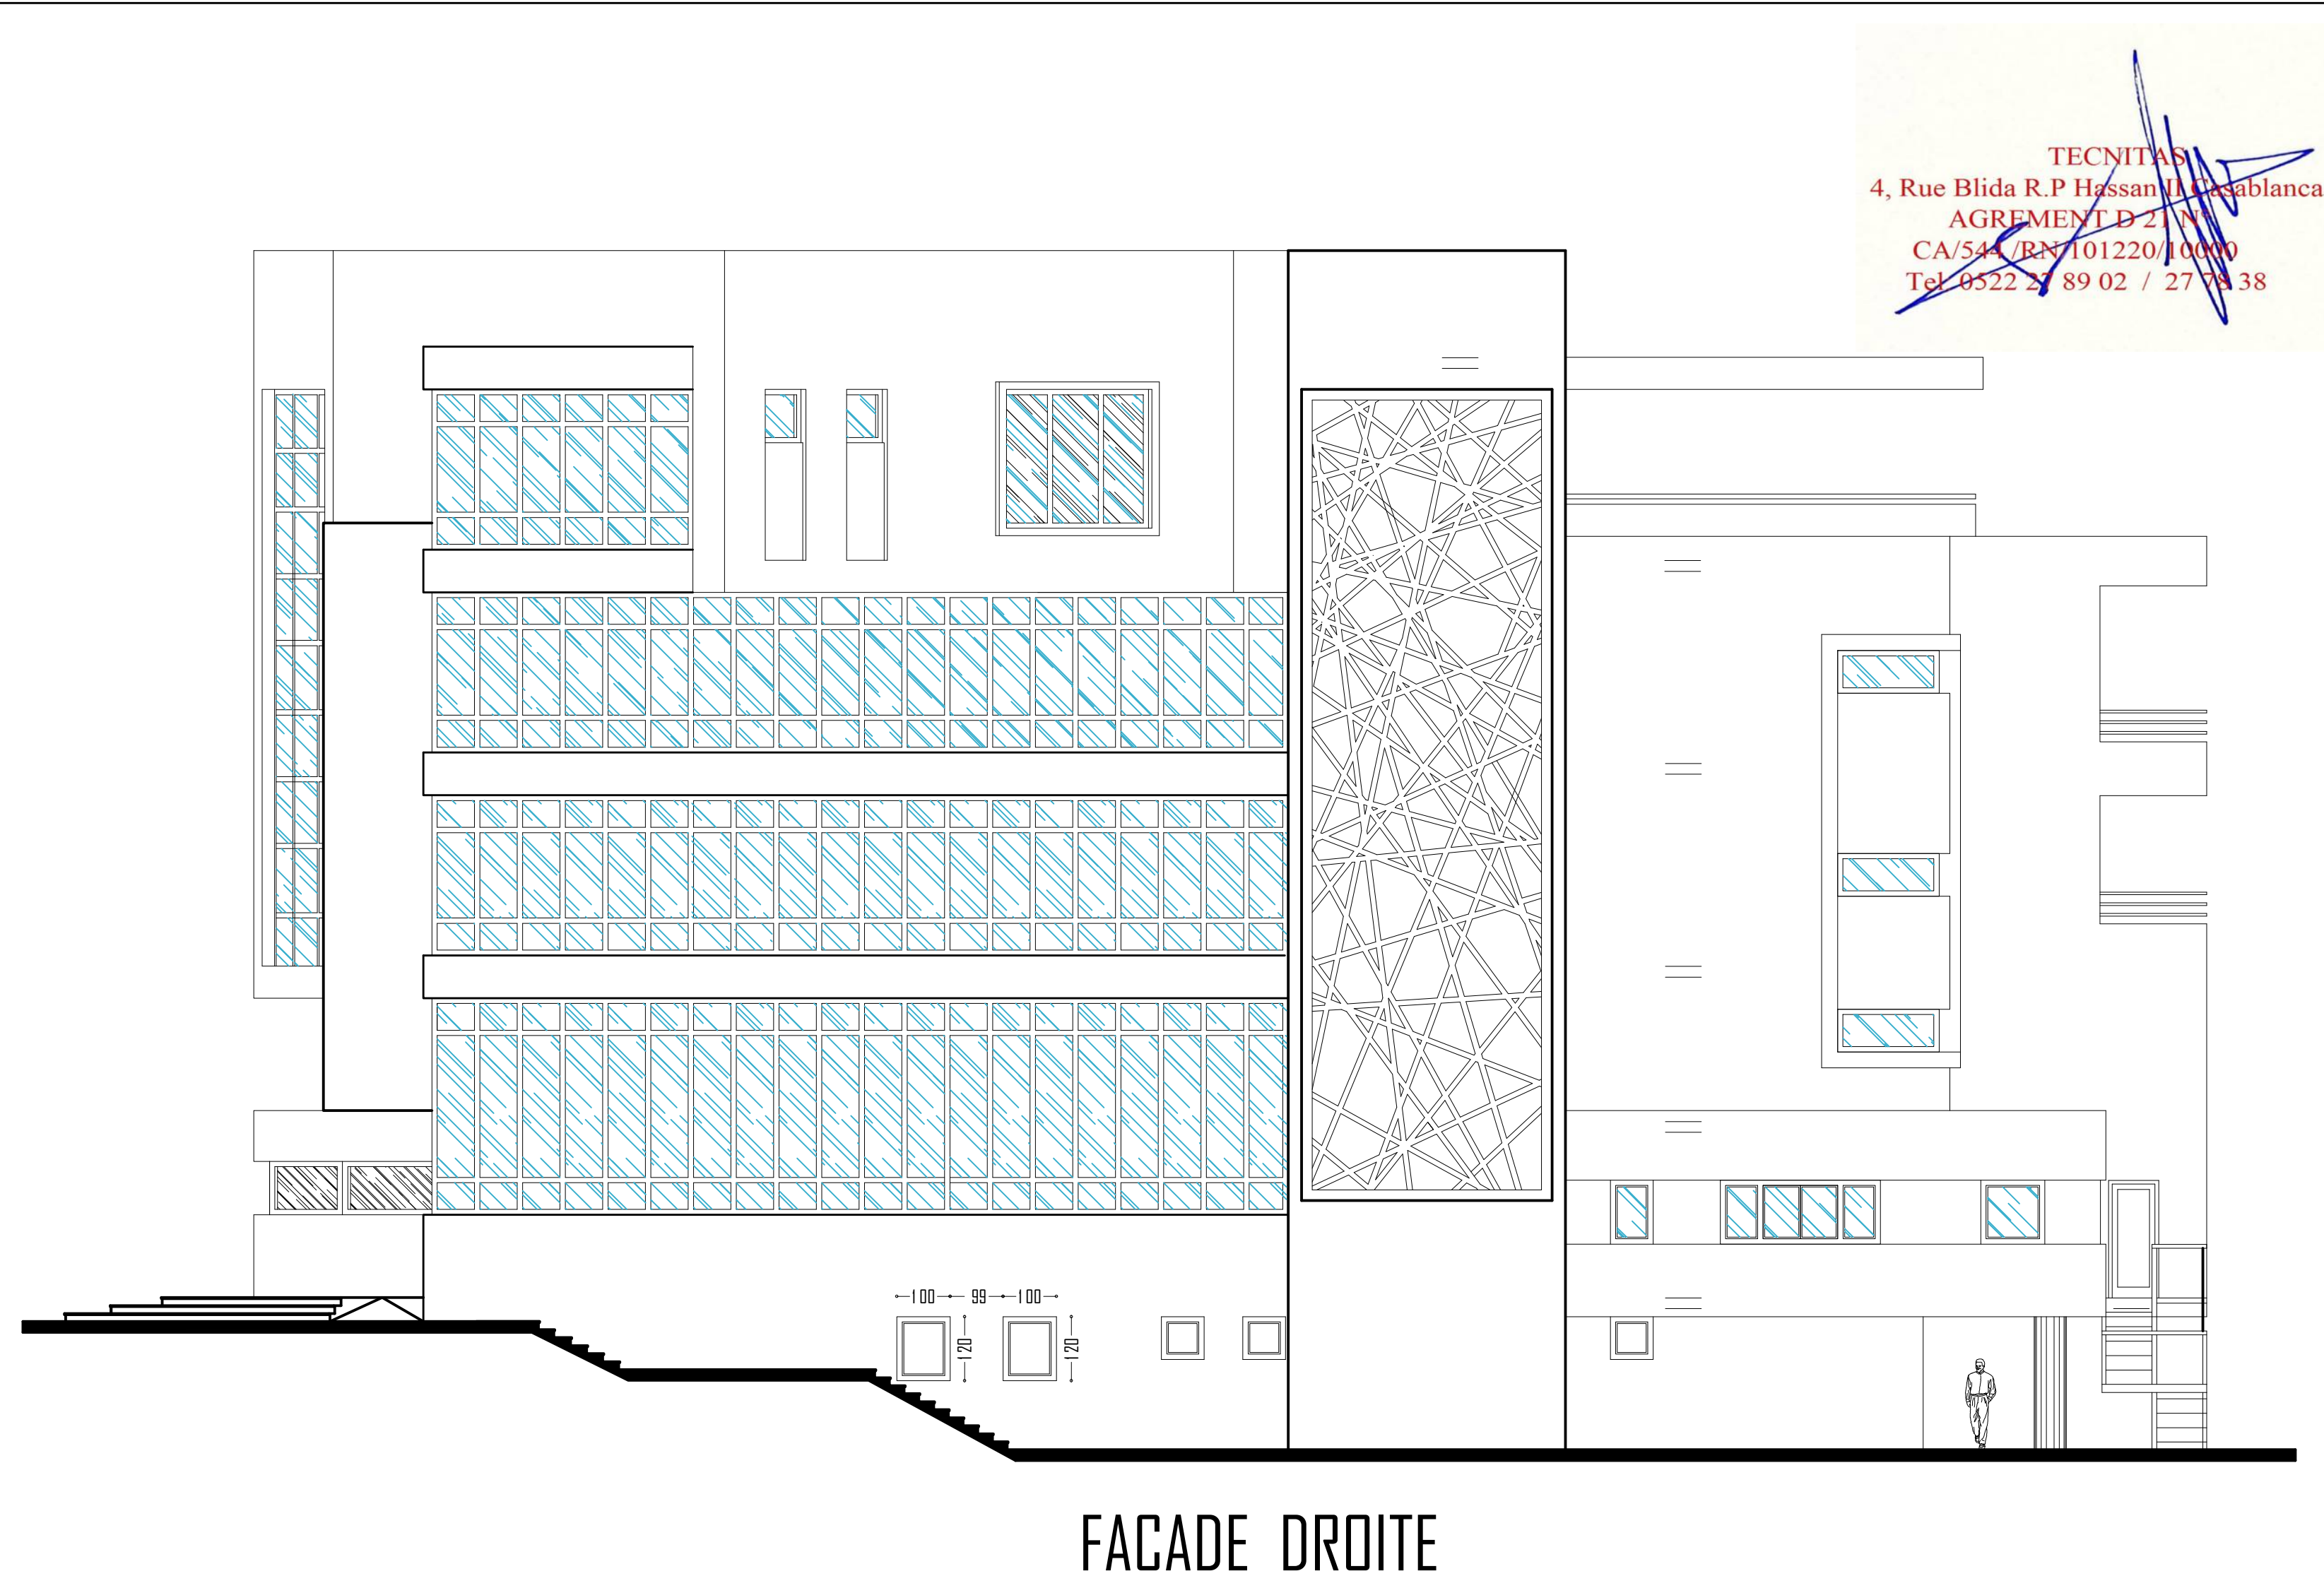 TECNITAS
4, Rue Blida R.P Hassan II Casablanca
AGREMENT D 21 N°
CA/544 /RN/101220/10000
Tel: 0522 27 89 02 / 27 78 38
100 99 100
120 120
FACADE DROITE